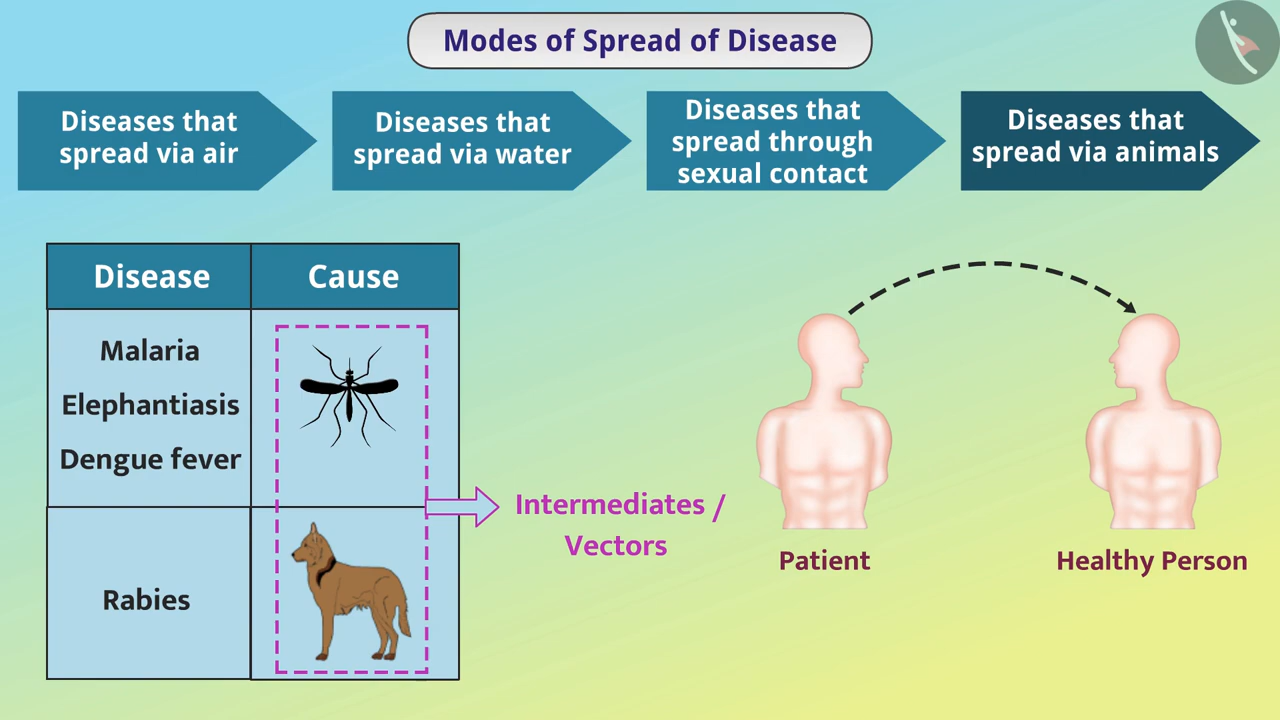 Modes of Spread of Disease
Diseases that
spread via air
Diseases that
spread via water
Diseases that
spread through
sexual contact
Diseases that
spread via animals
Disease
Cause
Malaria
Elephantiasis
Dengue fever
Rabies
Intermediates /
Vectors
Patient
Healthy Person